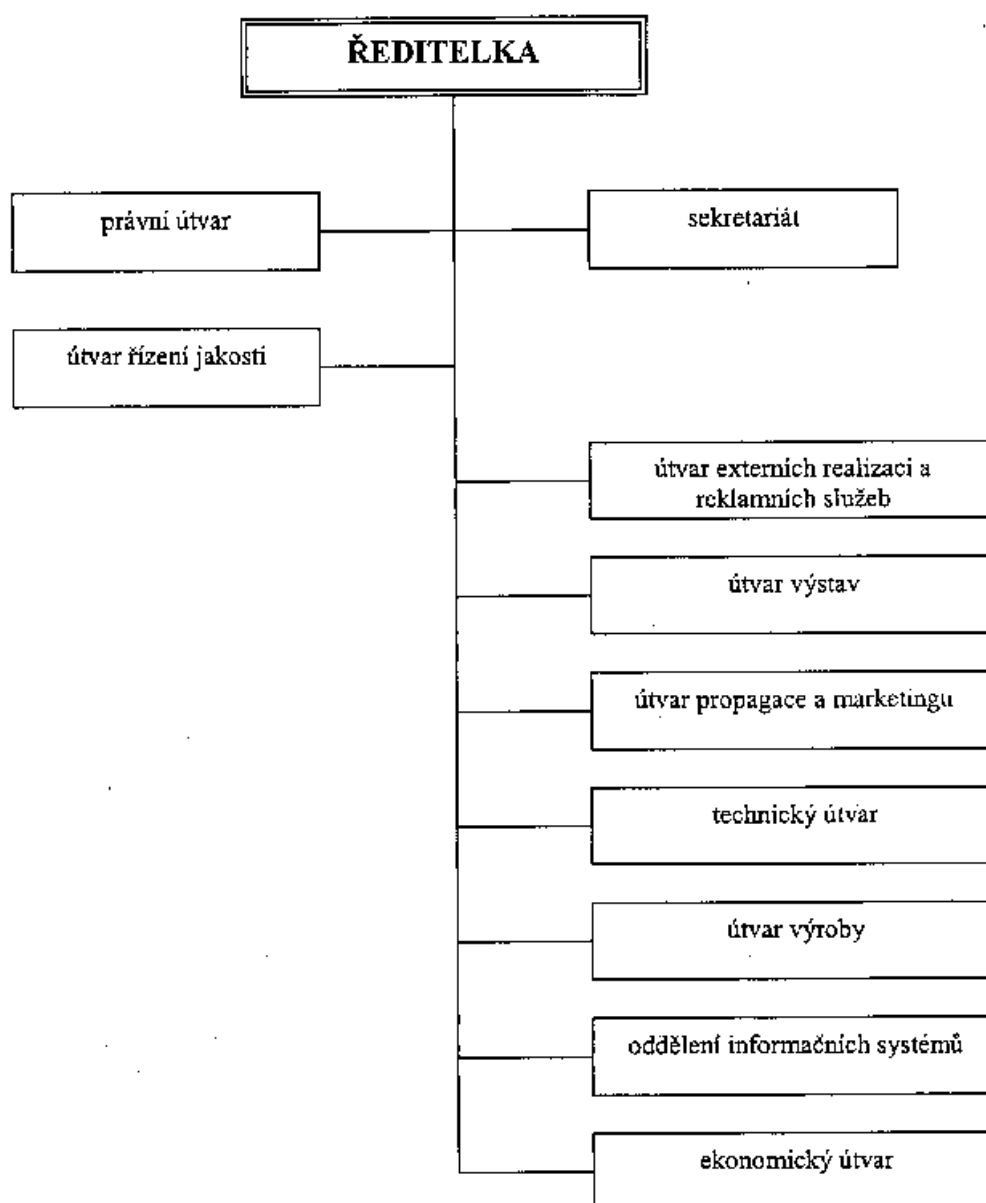 ŘEDITELKA
právní útvar
sekretariát
útvar řízení jakosti
útvar externích realizací a
reklamních služeb
útvar výstav
útvar propagace a marketingu
technický útvar
útvar výroby
oddělení informačních systémů
ekonomický útvar